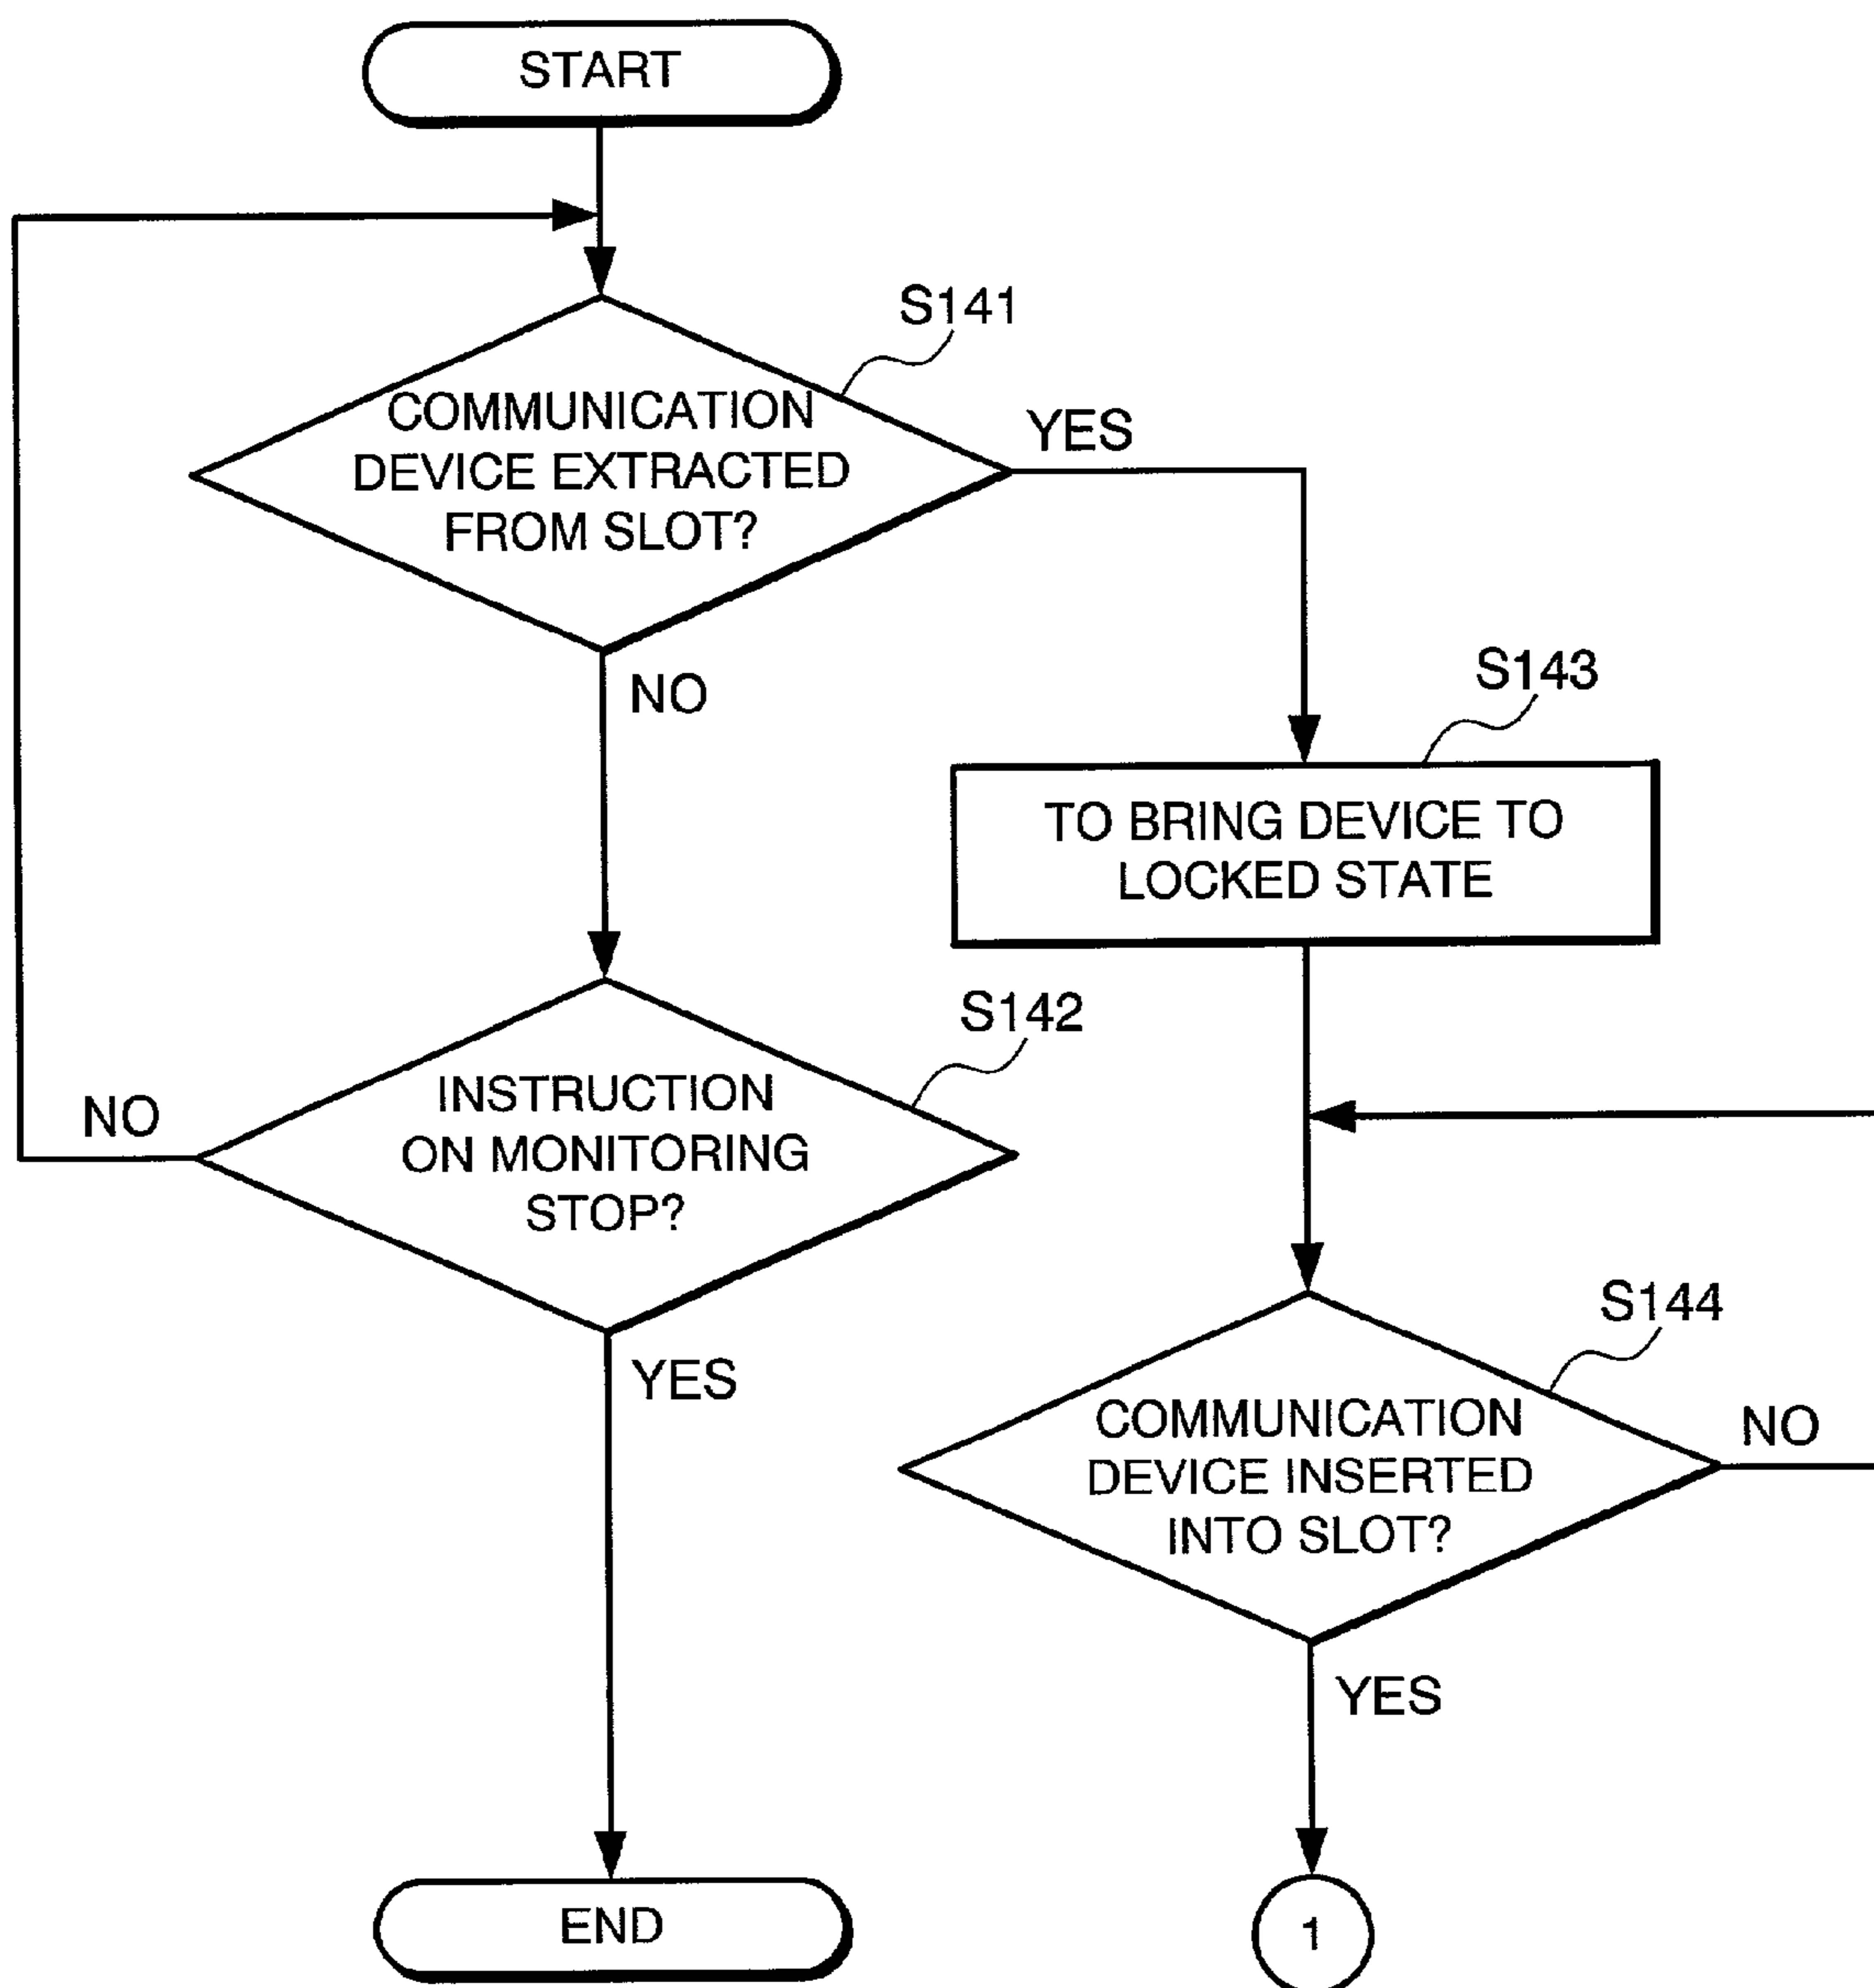 START
S141
COMMUNICATION
DEVICE EXTRACTED
FROM SLOT?
YES
NO
S143
TO BRING DEVICE TO
LOCKED STATE
S142
INSTRUCTION
ON MONITORING
STOP?
NO
YES
S144
COMMUNICATION
DEVICE INSERTED
INTO SLOT?
NO
YES
END
1